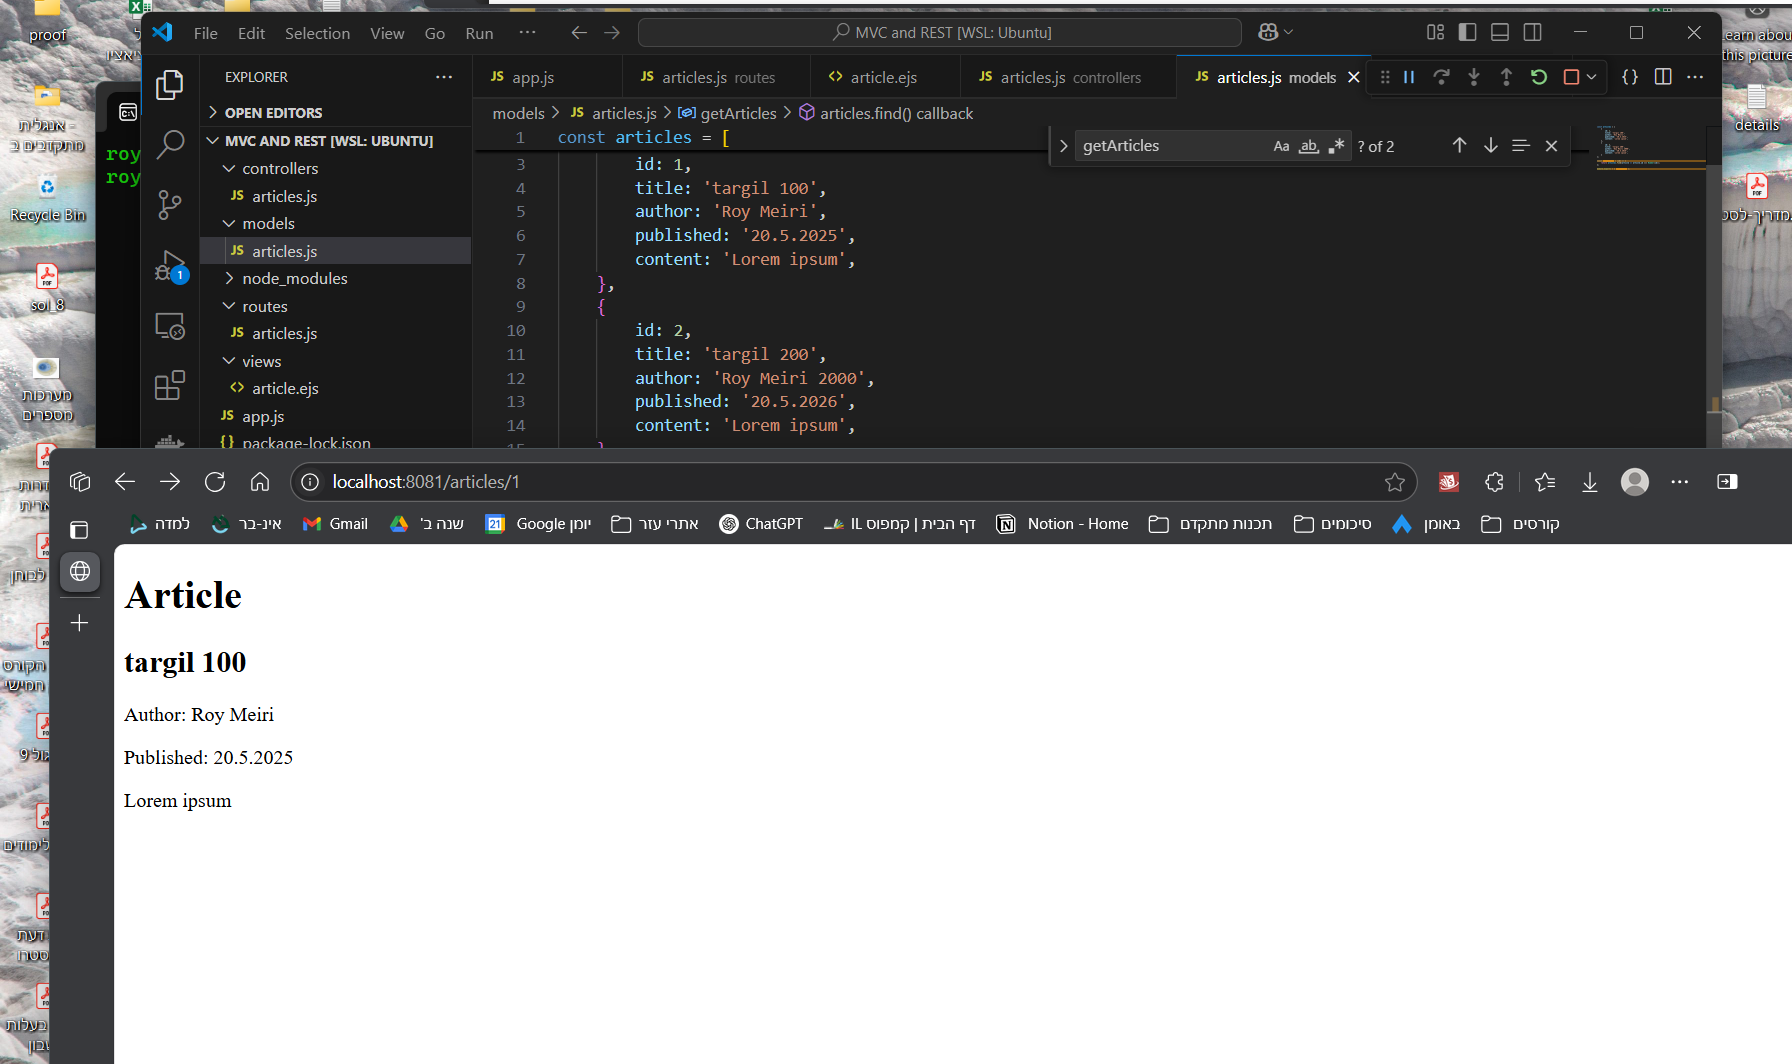 proof
אנגלית -
מתקדמים ב
Recycle Bin
sol_8
מערכות
מספרים
roy
roy
File Edit Selection View Go Run ···
MVC and REST [WSL: Ubuntu]
EXPLORER
OPEN EDITORS
MVC AND REST [WSL: UBUNTU]
controllers
JS articles.js
models
JS articles.js
node_modules
routes
JS articles.js
views
<> article.ejs
JS app.js
{} package-lock.json
1
JS app.js
JS articles.js routes
<> article.ejs
JS articles.js controllers
JS articles.js models
models > JS articles.js > getArticles > articles.find() callback
getArticles Aa ab .* ? of 2
1 const articles = [
3 id: 1,
4 title: 'targil 100',
5 author: 'Roy Meiri',
6 published: '20.5.2025',
7 content: 'Lorem ipsum',
8 },
9 {
10 id: 2,
11 title: 'targil 200',
12 author: 'Roy Meiri 2000',
13 published: '20.5.2026',
14 content: 'Lorem ipsum',
this picture
details
localhost:8081/articles/1
למדה
אינ-בר
Gmail
שנה ב'
21 יומן Google
אתרי עזר
ChatGPT
דף הבית | קמפוס IL
Notion - Home
תכנות מתקדם
סיכומים
באומן
קורסים
Article
targil 100
Author: Roy Meiri
Published: 20.5.2025
Lorem ipsum
הקורס
חמישי